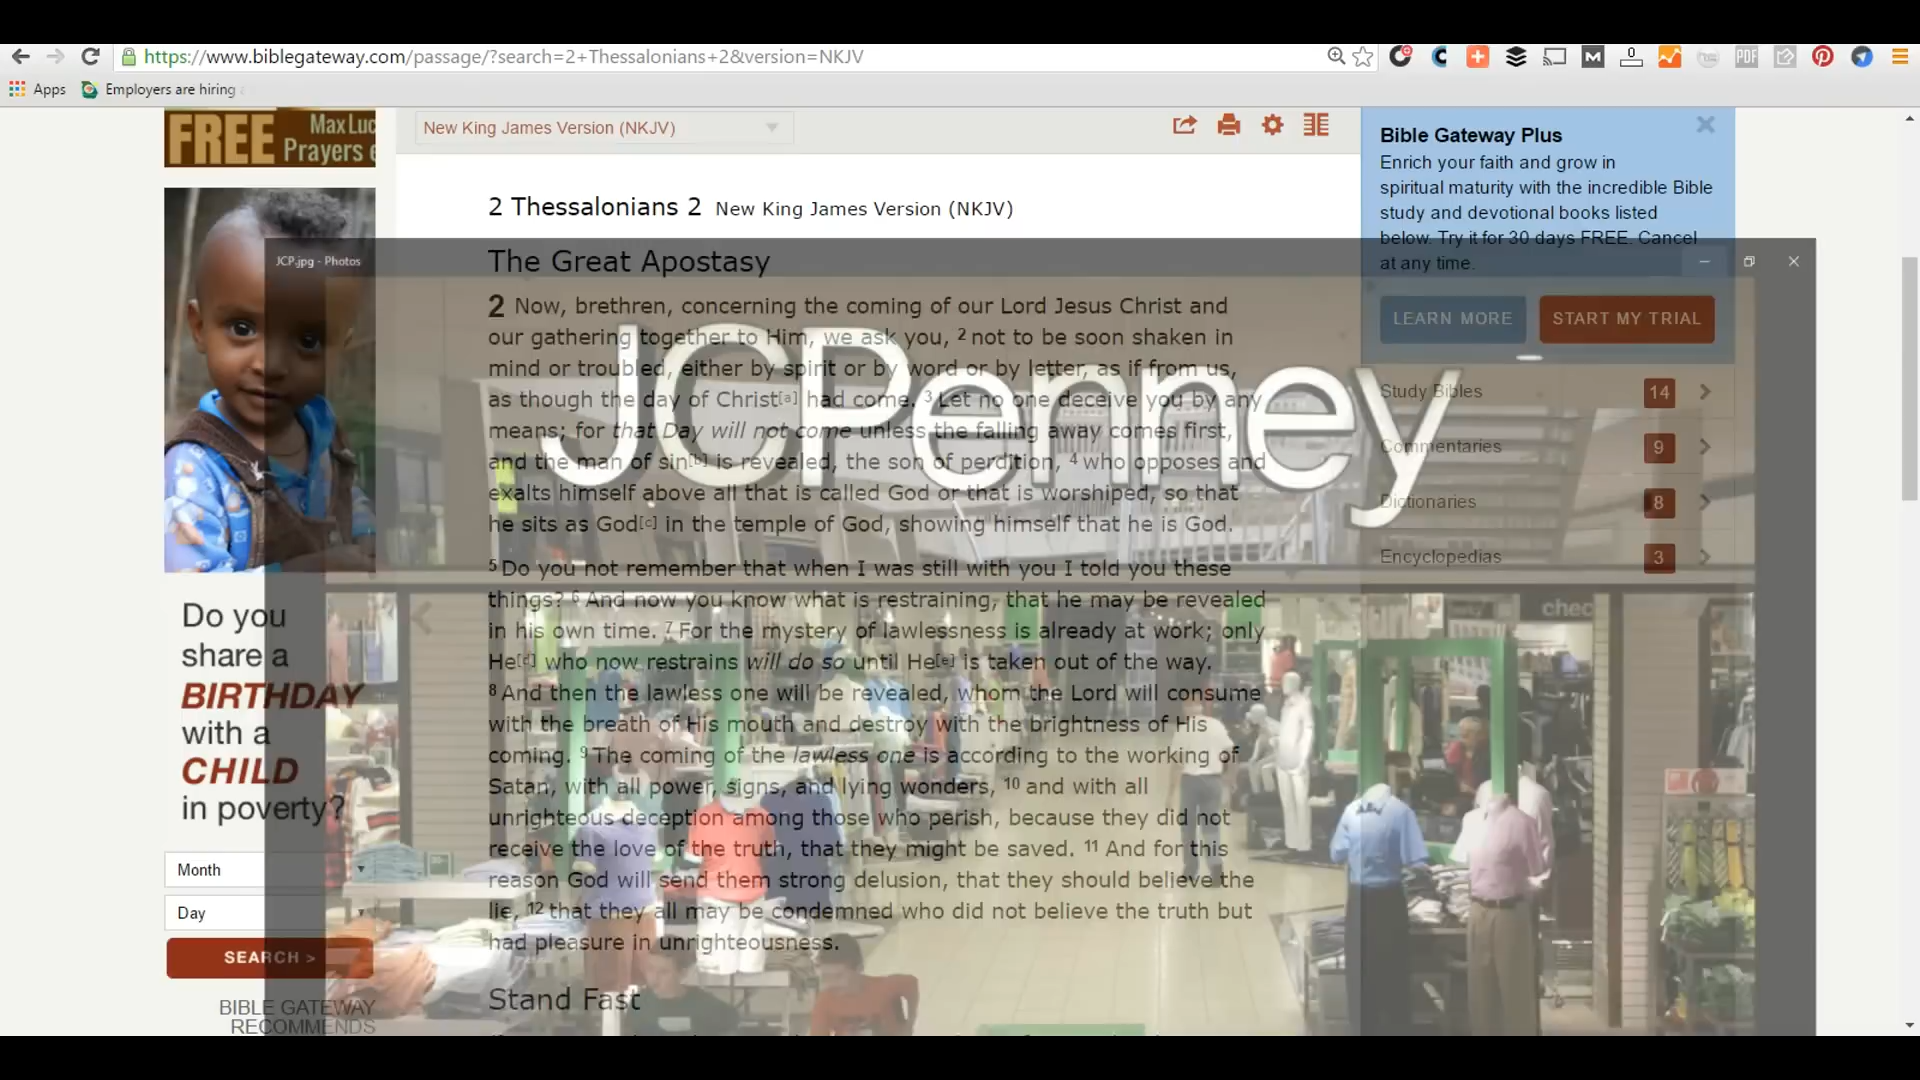 https://www.biblegateway.com/passage/?search=2+Thessalonians+2&version=NKJV
Apps
Employers are hiring
FREE
Max Luc
Prayers e
New King James Version (NKJV)
Bible Gateway Plus
Enrich your faith and grow in
spiritual maturity with the incredible Bible
study and devotional books listed
below. Try it for 30 days FREE. Cancel
at any time.
LEARN MORE
START MY TRIAL
Study Bibles 14
Commentaries 9
Dictionaries 8
Encyclopedias 3
2 Thessalonians 2 New King James Version (NKJV)
JCP.jpg - Photos
The Great Apostasy
2 Now, brethren, concerning the coming of our Lord Jesus Christ and
our gathering together to Him, we ask you, 2 not to be soon shaken in
mind or troubled, either by spirit or by word or by letter, as if from us,
as though the day of Christ[a] had come. 3 Let no one deceive you by any
means; for that Day will not come unless the falling away comes first,
and the man of sin[b] is revealed, the son of perdition, 4 who opposes and
exalts himself above all that is called God or that is worshiped, so that
he sits as God[c] in the temple of God, showing himself that he is God.
5 Do you not remember that when I was still with you I told you these
things? 6 And now you know what is restraining, that he may be revealed
in his own time. 7 For the mystery of lawlessness is already at work; only
He[d] who now restrains will do so until He[e] is taken out of the way.
8 And then the lawless one will be revealed, whom the Lord will consume
with the breath of His mouth and destroy with the brightness of His
coming. 9 The coming of the lawless one is according to the working of
Satan, with all power, signs, and lying wonders, 10 and with all
unrighteous deception among those who perish, because they did not
receive the love of the truth, that they might be saved. 11 And for this
reason God will send them strong delusion, that they should believe the
lie, 12 that they all may be condemned who did not believe the truth but
had pleasure in unrighteousness.
Stand Fast
JCPenney
Do you
share a
BIRTHDAY
with a
CHILD
in poverty?
Month
Day
SEARCH >
BIBLE GATEWAY
RECOMMENDS